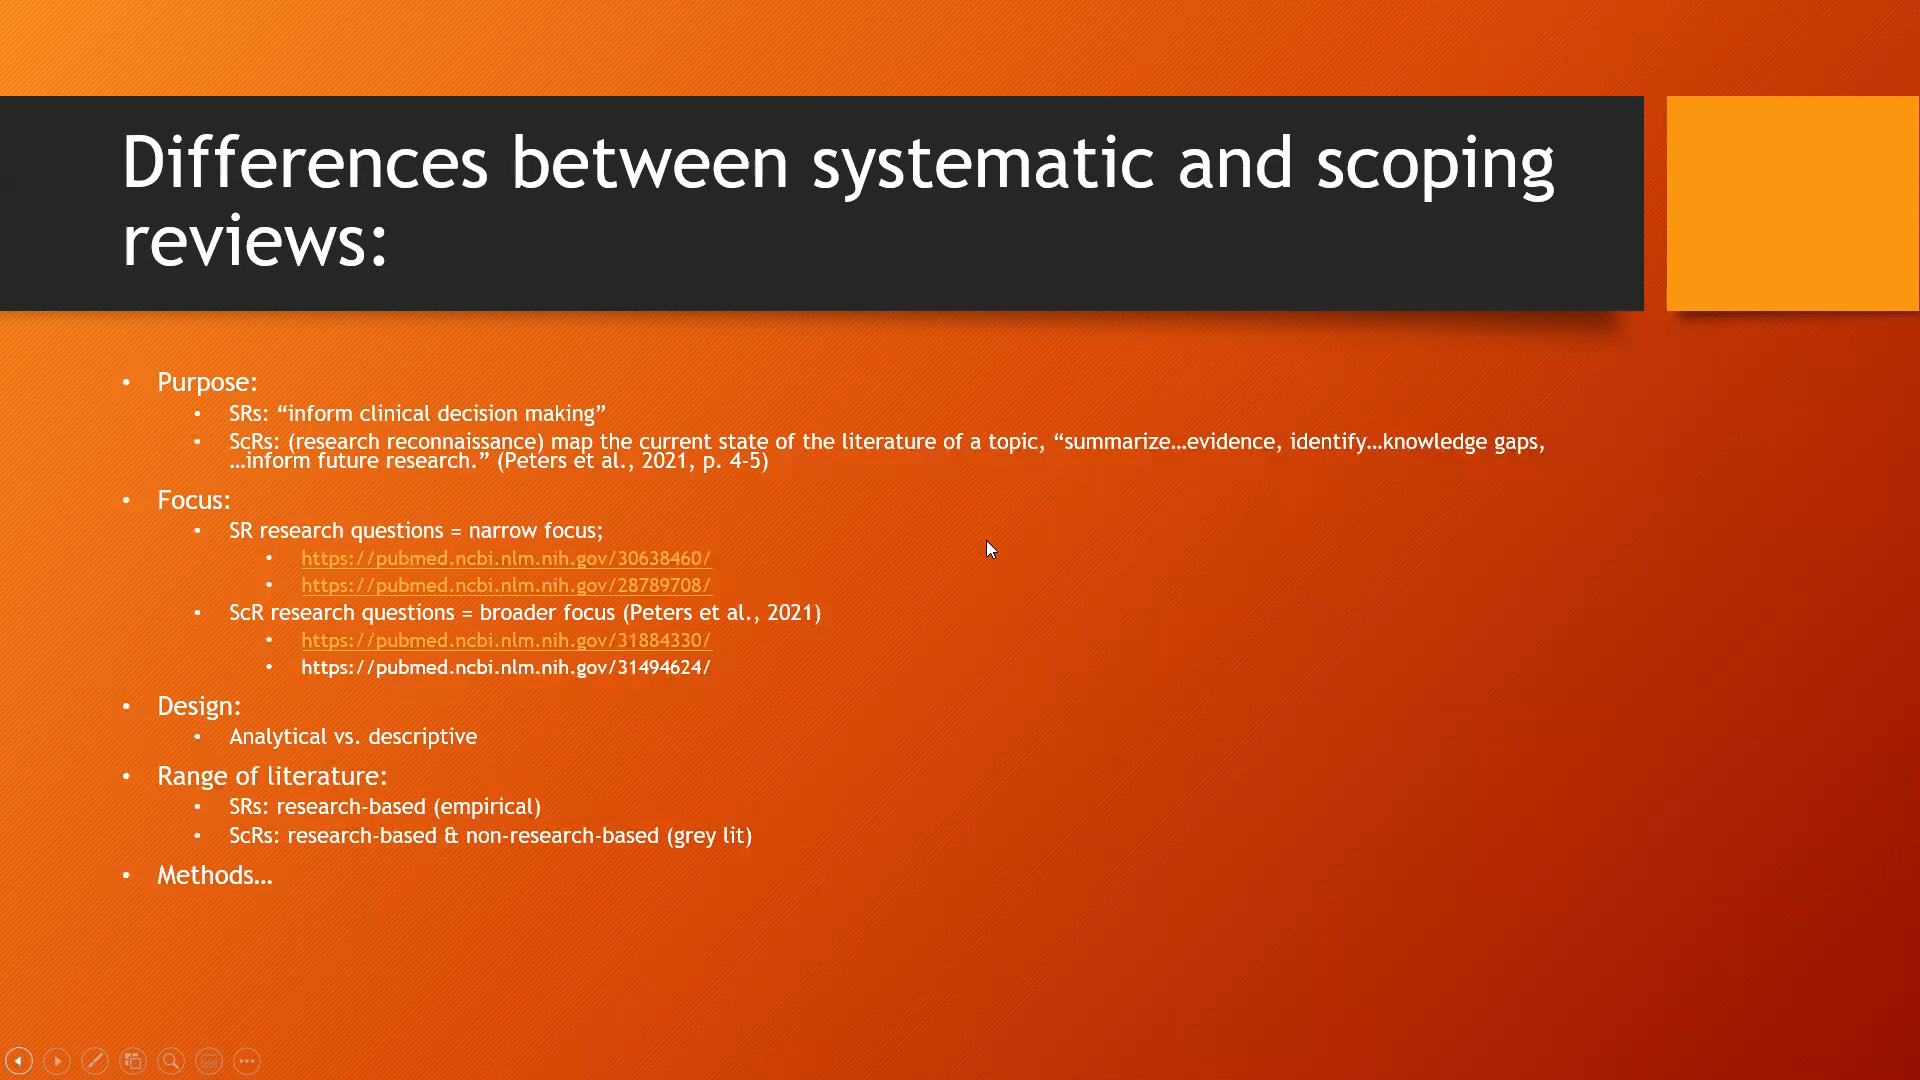 Differences between systematic and scoping
reviews:
• Purpose:
• SRs: “inform clinical decision making”
• ScRs: (research reconnaissance) map the current state of the literature of a topic, “summarize…evidence, identify…knowledge gaps,
…inform future research.” (Peters et al., 2021, p. 4-5)
• Focus:
• SR research questions = narrow focus;
• https://pubmed.ncbi.nlm.nih.gov/30638460/
• https://pubmed.ncbi.nlm.nih.gov/28789708/
• ScR research questions = broader focus (Peters et al., 2021)
• https://pubmed.ncbi.nlm.nih.gov/31884330/
• https://pubmed.ncbi.nlm.nih.gov/31494624/
• Design:
• Analytical vs. descriptive
• Range of literature:
• SRs: research-based (empirical)
• ScRs: research-based & non-research-based (grey lit)
• Methods…